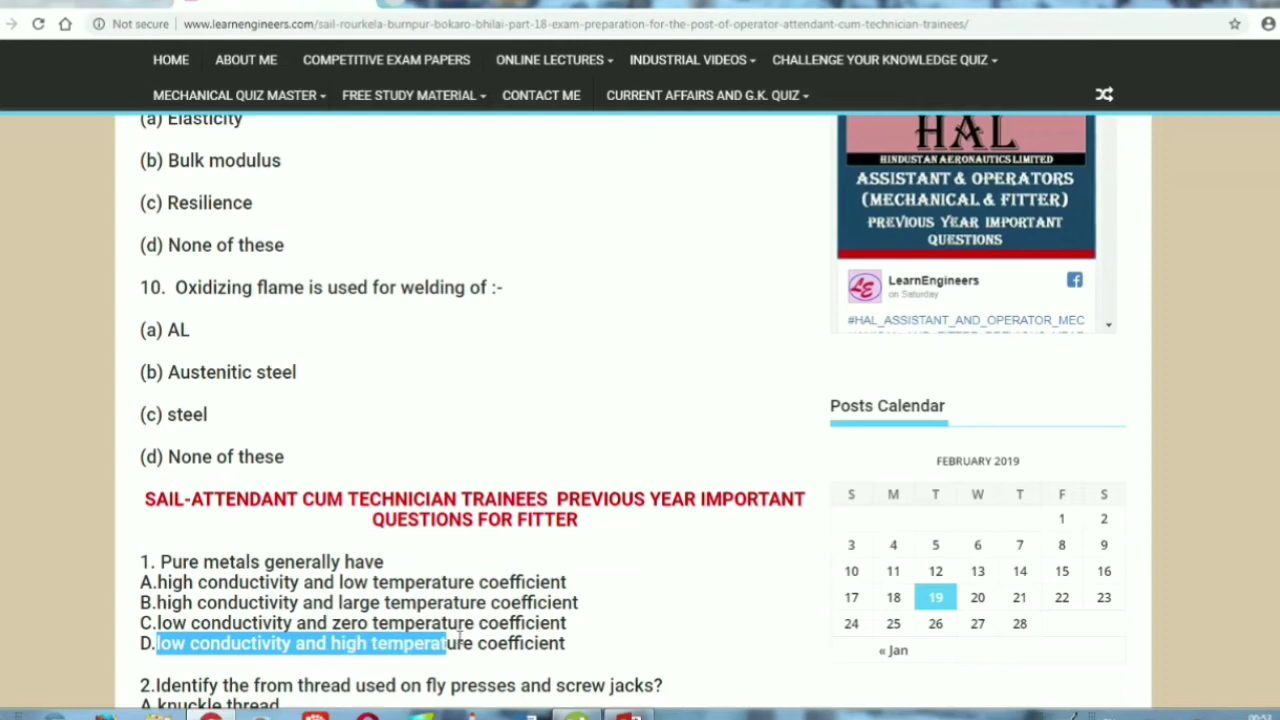 Not secure www.learnengineers.com/sail-rourkela-burnpur-bokaro-bhilai-part-18-exam-preparation-for-the-post-of-operator-attendant-cum-technician-trainees/
HOME ABOUT ME COMPETITIVE EXAM PAPERS ONLINE LECTURES INDUSTRIAL VIDEOS CHALLENGE YOUR KNOWLEDGE QUIZ
MECHANICAL QUIZ MASTER FREE STUDY MATERIAL CONTACT ME CURRENT AFFAIRS AND G.K. QUIZ
(a) Elasticity
(b) Bulk modulus
(c) Resilience
(d) None of these
10. Oxidizing flame is used for welding of :-
(a) AL
(b) Austenitic steel
(c) steel
(d) None of these
SAIL-ATTENDANT CUM TECHNICIAN TRAINEES PREVIOUS YEAR IMPORTANT
QUESTIONS FOR FITTER
1. Pure metals generally have
A.high conductivity and low temperature coefficient
B.high conductivity and large temperature coefficient
C.low conductivity and zero temperature coefficient
D.low conductivity and high temperature coefficient
2.Identify the from thread used on fly presses and screw jacks?
A.knuckle thread
HAL
HINDUSTAN AERONAUTICS LIMITED
ASSISTANT & OPERATORS
(MECHANICAL & FITTER)
PREVIOUS YEAR IMPORTANT
QUESTIONS
LE
LearnEngineers
on Saturday
#HAL_ASSISTANT_AND_OPERATOR_MEC
Posts Calendar
FEBRUARY 2019
S M T W T F S
1 2
3 4 5 6 7 8 9
10 11 12 13 14 15 16
17 18 19 20 21 22 23
24 25 26 27 28
« Jan